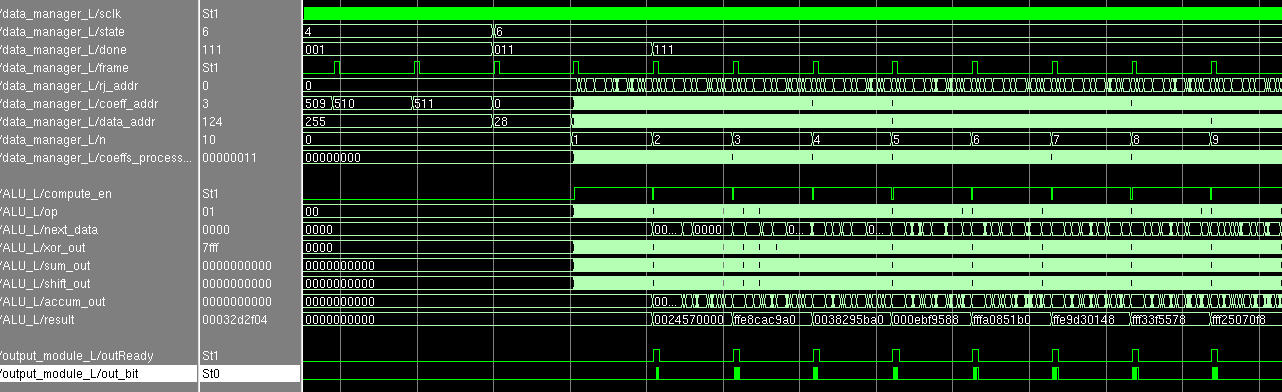 /data_manager_L/sclk St1
/data_manager_L/state 6 4 6
/data_manager_L/done 111 001 011 111
/data_manager_L/frame St1
/data_manager_L/rj_addr 0 0
/data_manager_L/coeff_addr 3 509 510 511 0
/data_manager_L/data_addr 124 255 28
/data_manager_L/n 10 0 1 2 3 4 5 6 7 8 9
/data_manager_L/coeffs_process... 00000011 00000000
/ALU_L/compute_en St1
/ALU_L/op 01 00
/ALU_L/next_data 0000 0000 00... 0000 0... 0...
/ALU_L/xor_out 7fff 0000
/ALU_L/sum_out 0000000000 0000000000
/ALU_L/shift_out 0000000000 0000000000
/ALU_L/accum_out 0000000000 0000000000 00...
/ALU_L/result 00032d2f04 0000000000 0024570000 ffe8cac9a0 0038295ba0 000ebf9588 fffa0851b0 ffe9d30148 fff33f5578 fff25070f8
/output_module_L/outReady St1
/output_module_L/out_bit St0